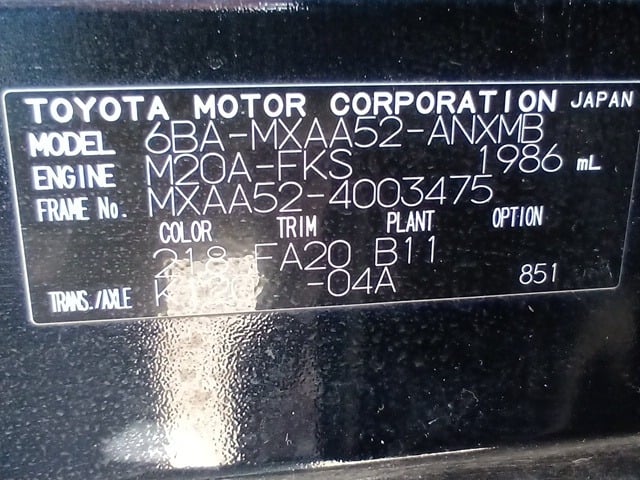 TOYOTA MOTOR CORPORATION JAPAN
MODEL 6BA-MXAA52-ANXMB
ENGINE M20A-FKS 1986 mL
FRAME No. MXAA52-4003475
COLOR TRIM PLANT OPTION
218 FA20 B11
TRANS./AXLE -04A 851